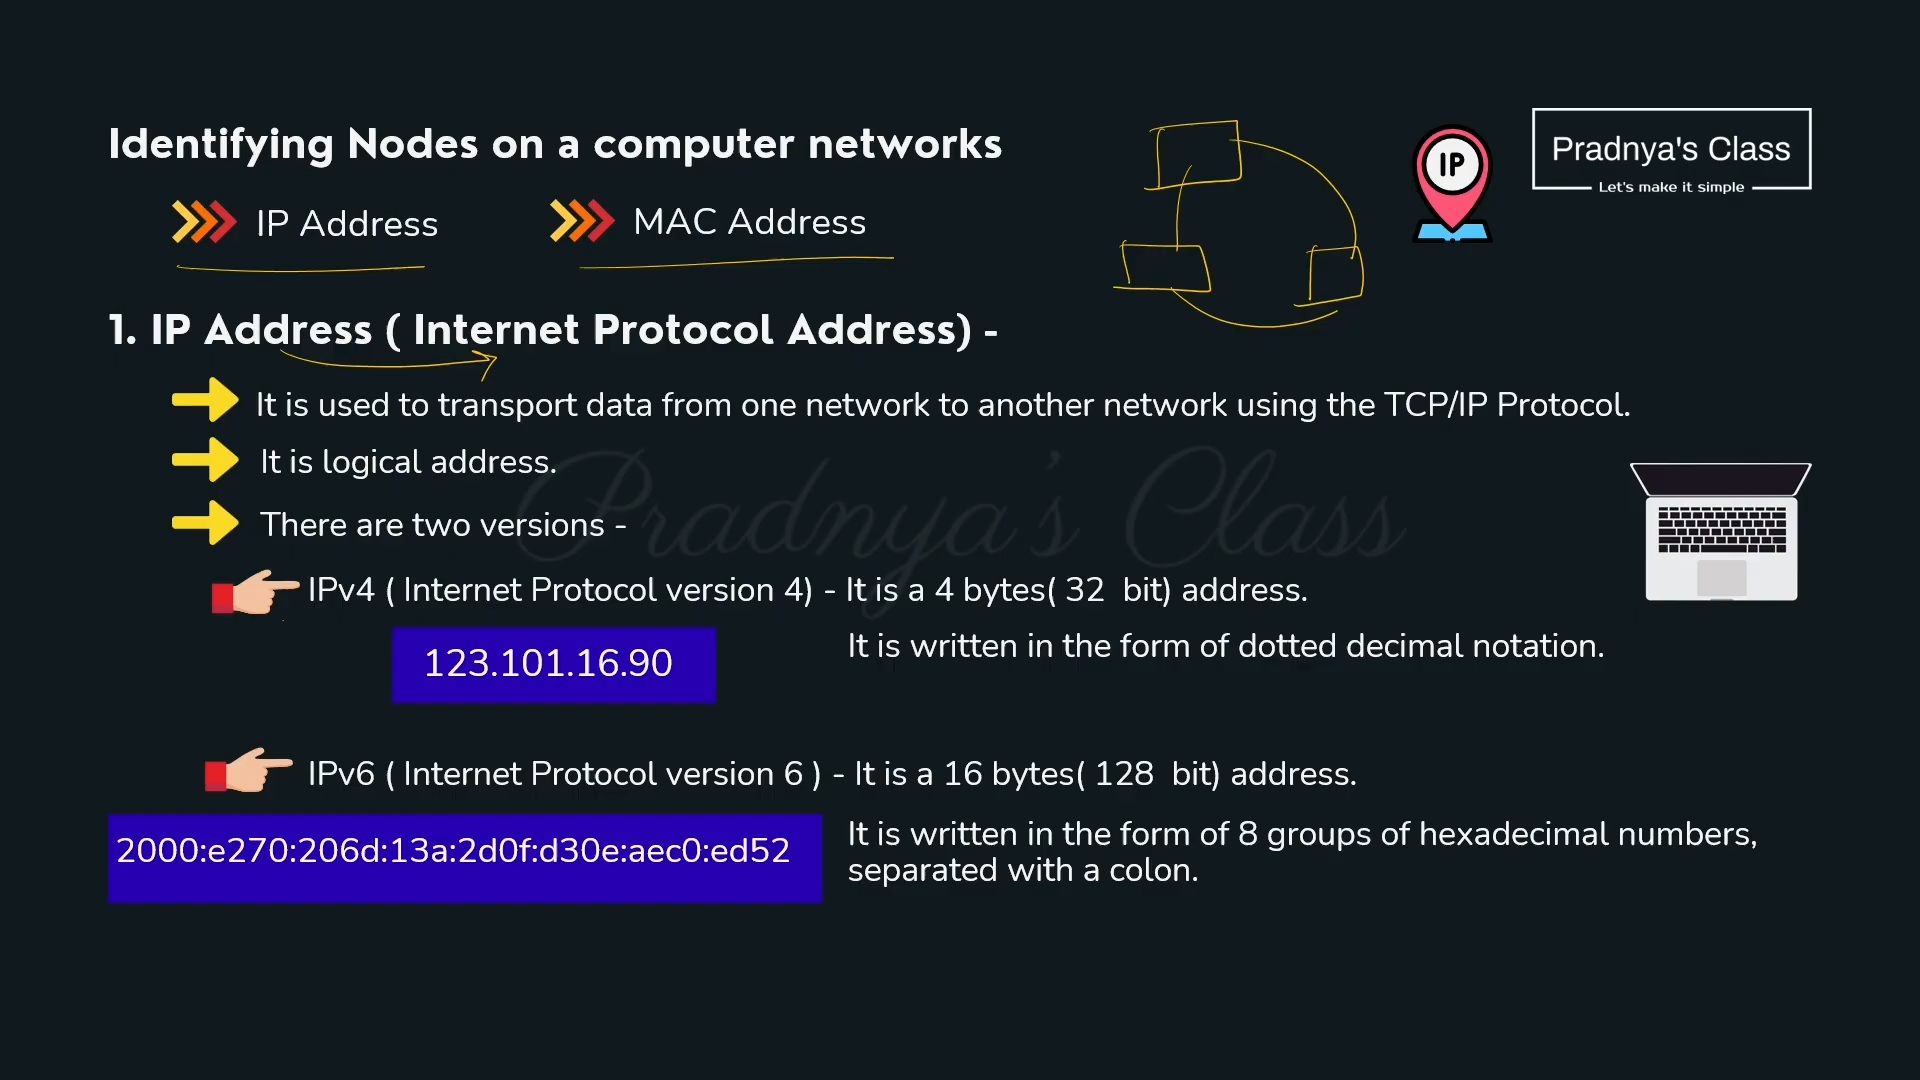 Identifying Nodes on a computer networks
IP
Pradnya's Class
Let's make it simple
IP Address
MAC Address
1. IP Address ( Internet Protocol Address) -
It is used to transport data from one network to another network using the TCP/IP Protocol.
It is logical address.
There are two versions -
Pradnya's Class
IPv4 ( Internet Protocol version 4) - It is a 4 bytes( 32 bit) address.
123.101.16.90
It is written in the form of dotted decimal notation.
IPv6 ( Internet Protocol version 6 ) - It is a 16 bytes( 128 bit) address.
2000:e270:206d:13a:2d0f:d30e:aec0:ed52
It is written in the form of 8 groups of hexadecimal numbers,
separated with a colon.